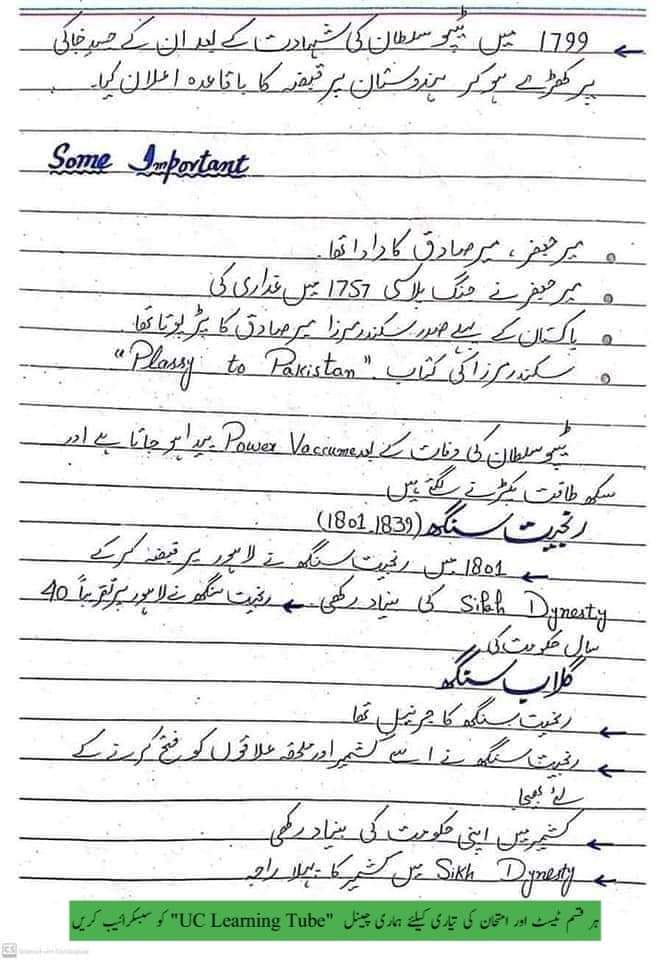 ← 1799 میں ٹیپو سلطان کی شہادت کے بعد ان کے جسدِ خاکی
پر کھڑے ہو کر ہندوستان پر قبضہ کا باقاعدہ اعلان کیا۔
Some Important
• میر جعفر، میر صادق کا دادا تھا۔
• میر جعفر نے جنگ پلاسی 1757 میں غداری کی
• پاکستان کے پہلے صدر سکندر مرزا میر صادق کا پڑپوتا تھا۔
• سکندر مرزا کی کتاب "Plassy to Pakistan"
ٹیپو سلطان کی وفات کے بعد Power Vaccume پیدا ہو جاتا ہے اور
سکھ طاقت پکڑنے لگتے ہیں
رنجیت سنگھ (1801-1839)
← 1801 میں رنجیت سنگھ نے لاہور پر قبضہ کر کے
Sikh Dynesty کی بنیاد رکھی۔ ← رنجیت سنگھ نے لاہور پر تقریباً 40
سال حکومت کی
گلاب سنگھ
← رنجیت سنگھ کا جرنیل تھا
← رنجیت سنگھ نے اسے کشمیر اور ملحقہ علاقوں کو فتح کرنے کے
لئے بھیجا
← کشمیر میں اپنی حکومت کی بنیاد رکھی
← Sikh Dynesty میں کشمیر کا پہلا راجہ
ہر قسم ٹیسٹ اور امتحان کی تیاری کیلئے ہماری چینل "UC Learning Tube" کو سبسکرائیب کریں
CS Scanned with CamScanner